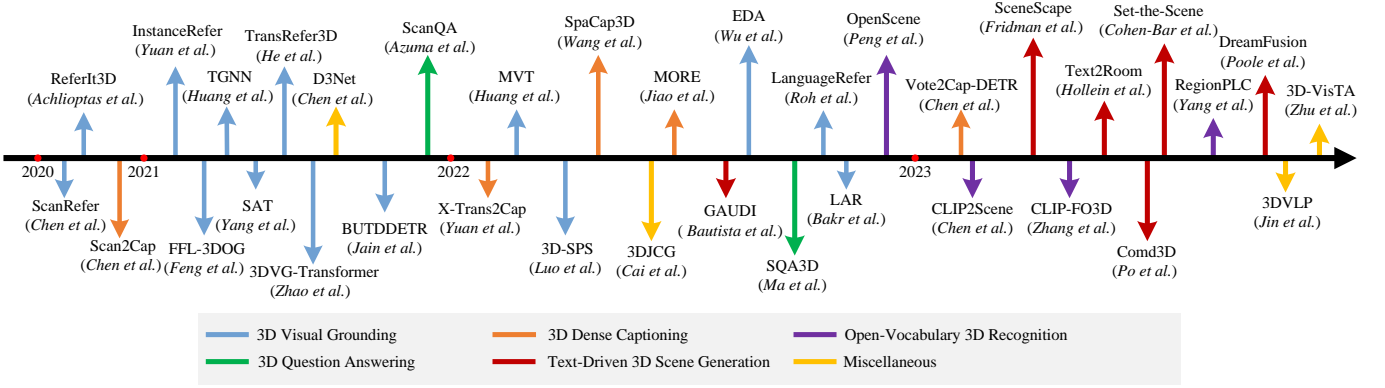 ReferIt3D
(Achlioptas et al.)
InstanceRefer
(Yuan et al.)
TGNN
(Huang et al.)
TransRefer3D
(He et al.)
D3Net
(Chen et al.)
ScanQA
(Azuma et al.)
MVT
(Huang et al.)
SpaCap3D
(Wang et al.)
MORE
(Jiao et al.)
EDA
(Wu et al.)
LanguageRefer
(Roh et al.)
OpenScene
(Peng et al.)
Vote2Cap-DETR
(Chen et al.)
SceneScape
(Fridman et al.)
Text2Room
(Hollein et al.)
Set-the-Scene
(Cohen-Bar et al.)
RegionPLC
(Yang et al.)
DreamFusion
(Poole et al.)
3D-VisTA
(Zhu et al.)
2020
2021
2022
2023
ScanRefer
(Chen et al.)
Scan2Cap
(Chen et al.)
FFL-3DOG
(Feng et al.)
SAT
(Yang et al.)
3DVG-Transformer
(Zhao et al.)
BUTDDETR
(Jain et al.)
X-Trans2Cap
(Yuan et al.)
3D-SPS
(Luo et al.)
3DJCG
(Cai et al.)
GAUDI
( Bautista et al.)
SQA3D
(Ma et al.)
LAR
(Bakr et al.)
CLIP2Scene
(Chen et al.)
CLIP-FO3D
(Zhang et al.)
Comd3D
(Po et al.)
3DVLP
(Jin et al.)
3D Visual Grounding
3D Dense Captioning
Open-Vocabulary 3D Recognition
3D Question Answering
Text-Driven 3D Scene Generation
Miscellaneous